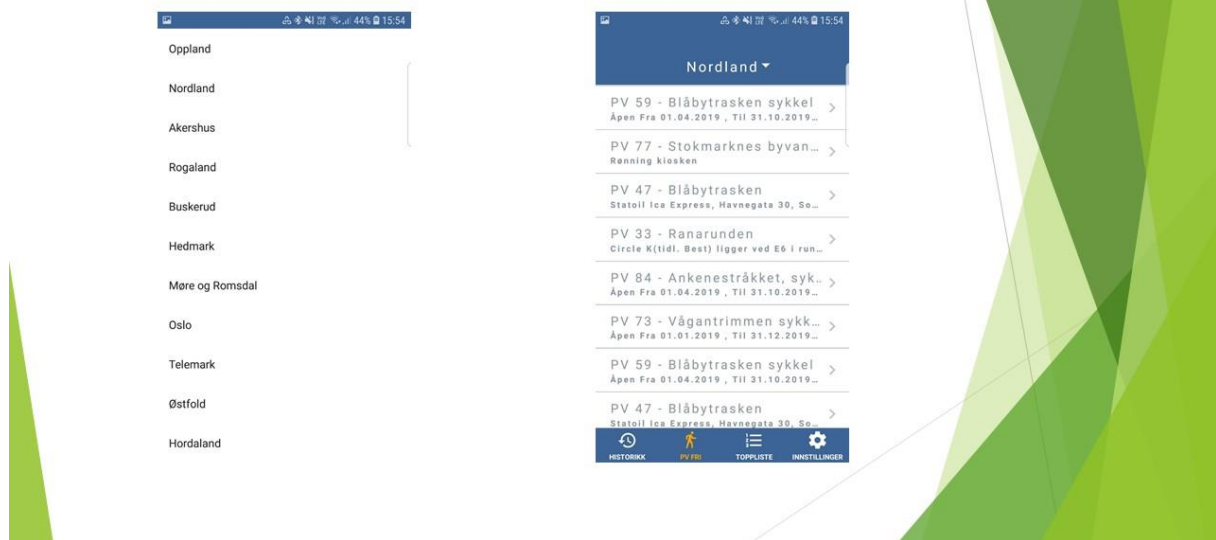 44% 15:54
Oppland
Nordland
Akershus
Rogaland
Buskerud
Hedmark
Møre og Romsdal
Oslo
Telemark
Østfold
Hordaland
44% 15:54
Nordland
PV 59 - Blåbytrasken sykkel
Åpen Fra 01.04.2019 , Til 31.10.2019…
PV 77 - Stokmarknes byvan…
Rønning kiosken
PV 47 - Blåbytrasken
Statoil Ica Express, Havnegata 30, So…
PV 33 - Ranarunden
Circle K(tidl. Best) ligger ved E6 i run…
PV 84 - Ankenestråkket, syk…
Åpen Fra 01.04.2019 , Til 31.10.2019…
PV 73 - Vågantrimmen sykk…
Åpen Fra 01.01.2019 , Til 31.12.2019…
PV 59 - Blåbytrasken sykkel
Åpen Fra 01.04.2019 , Til 31.10.2019…
PV 47 - Blåbytrasken
Statoil Ica Express, Havnegata 30, So…
HISTORIKK PV FRI TOPPLISTE INNSTILLINGER